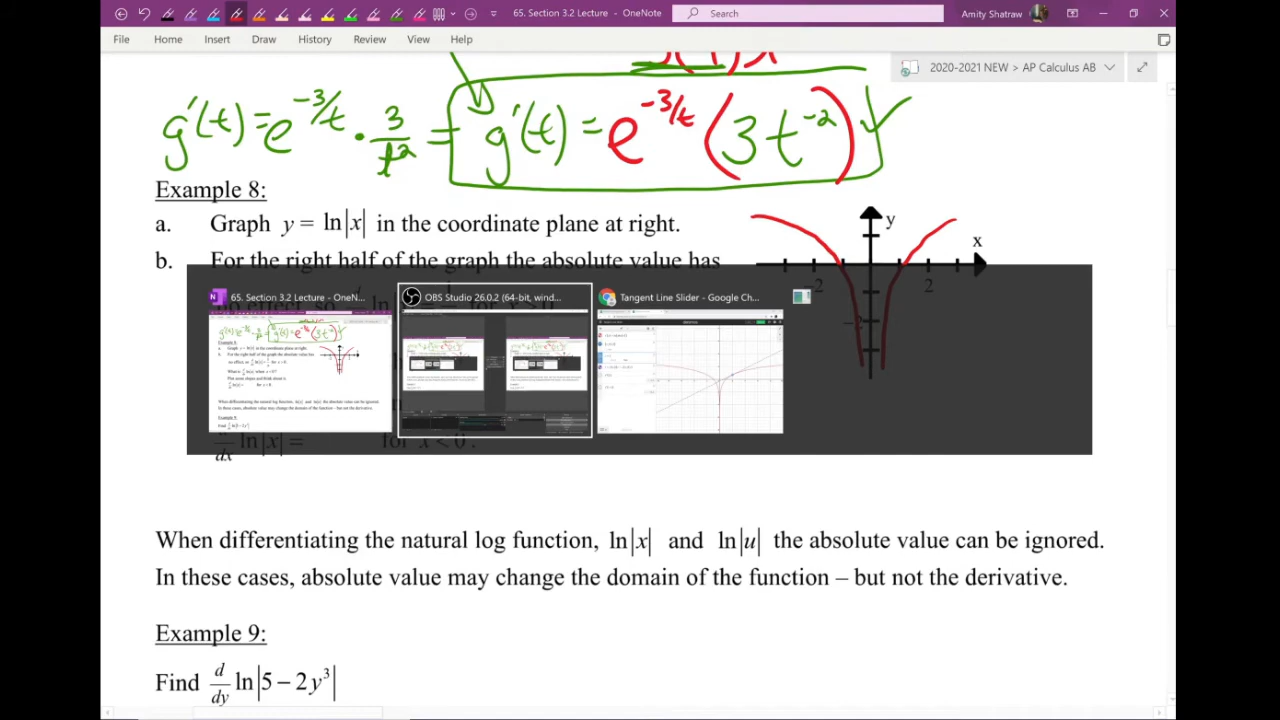 65. Section 3.2 Lecture - OneNote
Search
Amity Shatraw
File Home Insert Draw History Review View Help
2020-2021 NEW > AP Calculus AB
g'(t) = e^{-3/t} · 3/t² = g'(t) = e^{-3/t} (3t^{-2})
Example 8:
a. Graph y = ln|x| in the coordinate plane at right.
y
x
b. For the right half of the graph the absolute value has
-2 2
65. Section 3.2 Lecture - OneN...
OBS Studio 26.0.2 (64-bit, wind...
Tangent Line Slider - Google Ch...
d/dx ln|x| = for x < 0.
When differentiating the natural log function, ln|x| and ln|u| the absolute value can be ignored.
In these cases, absolute value may change the domain of the function – but not the derivative.
Example 9:
Find d/dy ln|5 − 2y³|